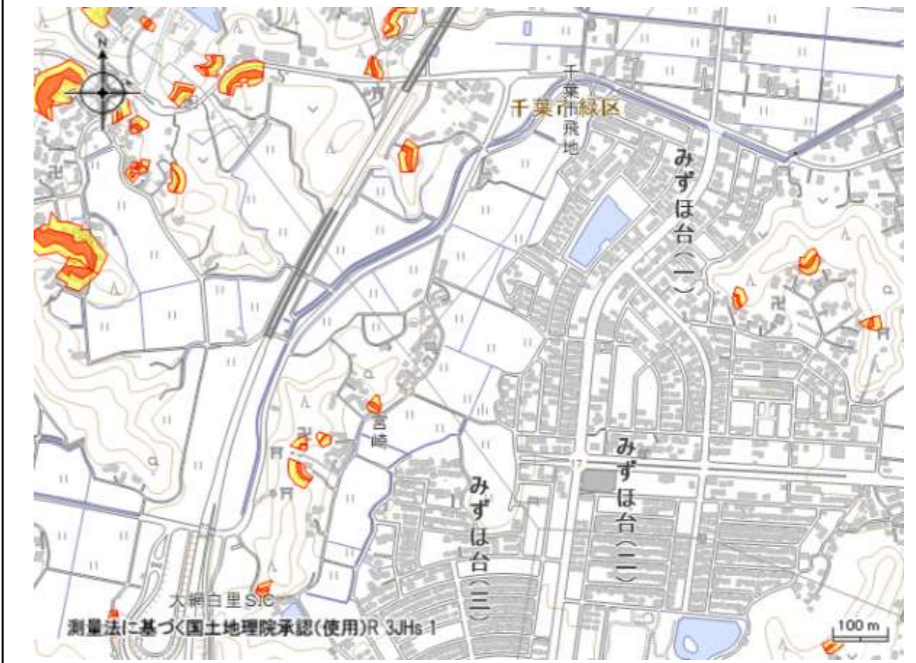 N
千葉市緑区
千葉市飛地
みずほ台(一)
宮崎
17
みずほ台(二)
みずほ台(三)
大網白里SIC
測量法に基づく国土地理院承認(使用)R 3JHs 1
100 m